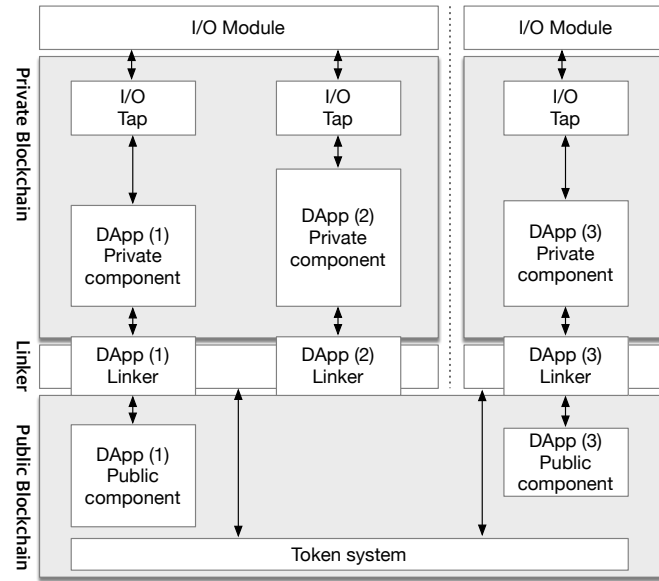 I/O Module
I/O Module
Private Blockchain
I/O
Tap
I/O
Tap
I/O
Tap
DApp (1)
Private
component
DApp (2)
Private
component
DApp (3)
Private
component
Linker
DApp (1)
Linker
DApp (2)
Linker
DApp (3)
Linker
Public Blockchain
DApp (1)
Public
component
DApp (3)
Public
component
Token system